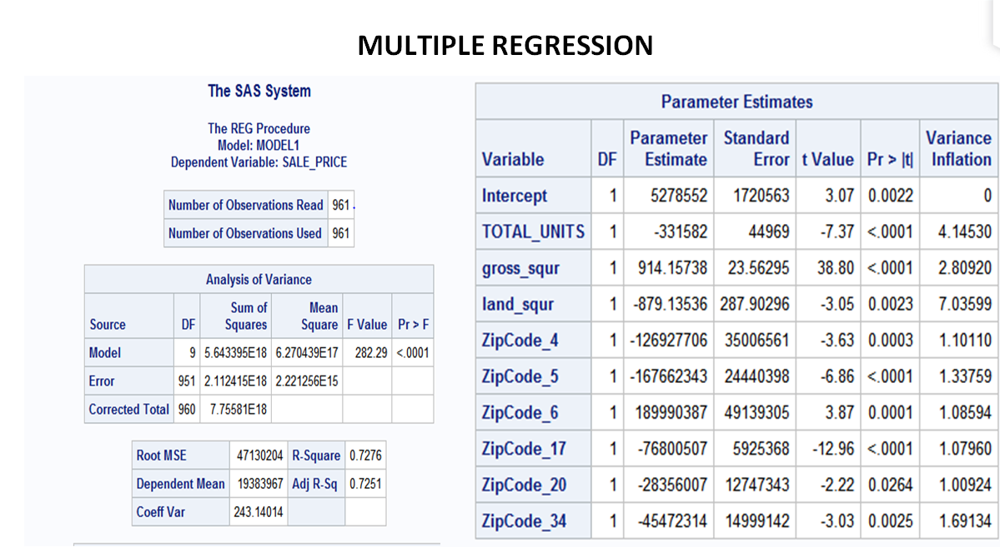 MULTIPLE REGRESSION
The SAS System
The REG Procedure
Model: MODEL1
Dependent Variable: SALE_PRICE
Number of Observations Read 961
Number of Observations Used 961
Analysis of Variance
Source DF Sum of Squares Mean Square F Value Pr > F
Model 9 5.643395E18 6.270439E17 282.29 <.0001
Error 951 2.112415E18 2.221256E15
Corrected Total 960 7.75581E18
Root MSE 47130204 R-Square 0.7276
Dependent Mean 19383967 Adj R-Sq 0.7251
Coeff Var 243.14014
Parameter Estimates
Variable DF Parameter Estimate Standard Error t Value Pr > |t| Variance Inflation
Intercept 1 5278552 1720563 3.07 0.0022 0
TOTAL_UNITS 1 -331582 44969 -7.37 <.0001 4.14530
gross_squr 1 914.15738 23.56295 38.80 <.0001 2.80920
land_squr 1 -879.13536 287.90296 -3.05 0.0023 7.03599
ZipCode_4 1 -126927706 35006561 -3.63 0.0003 1.10110
ZipCode_5 1 -167662343 24440398 -6.86 <.0001 1.33759
ZipCode_6 1 189990387 49139305 3.87 0.0001 1.08594
ZipCode_17 1 -76800507 5925368 -12.96 <.0001 1.07960
ZipCode_20 1 -28356007 12747343 -2.22 0.0264 1.00924
ZipCode_34 1 -45472314 14999142 -3.03 0.0025 1.69134